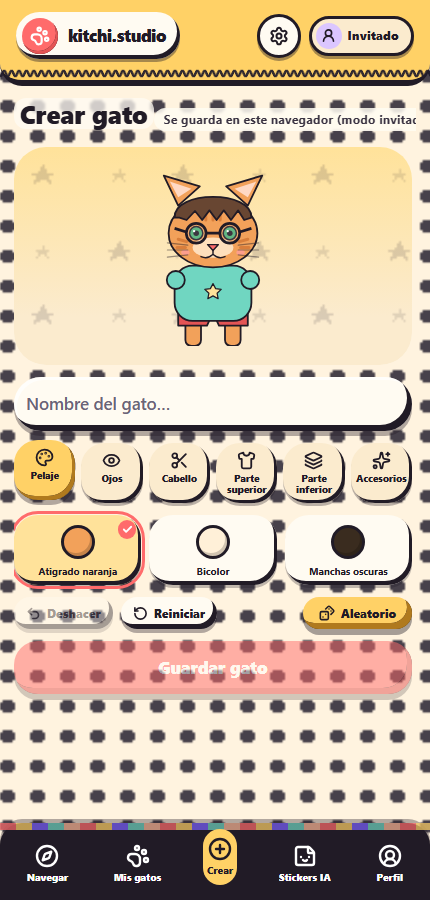 kitchi.studio
Invitado
Crear gato
Se guarda en este navegador (modo invitad
Nombre del gato...
Pelaje
Ojos
Cabello
Parte superior
Parte inferior
Accesorios
Atigrado naranja
Bicolor
Manchas oscuras
Deshacer
Reiniciar
Aleatorio
Guardar gato
Navegar
Mis gatos
Crear
Stickers IA
Perfil